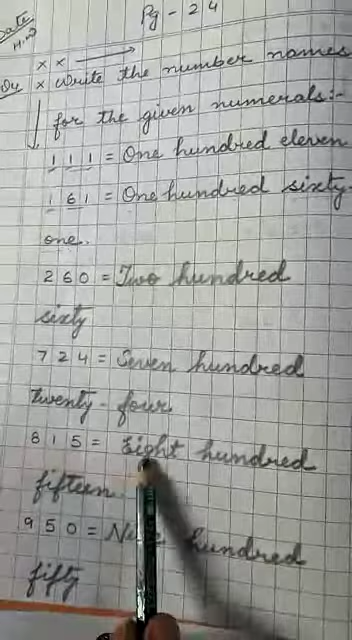 Pg - 24
Date
H.W
x x
Qu x Write the number names
for the given numerals:-
111 = One hundred eleven
161 = One hundred sixty-
one.
260 = Two hundred
sixty
724 = Seven hundred
twenty-four
815 = Eight hundred
fifteen.
950 = Nine hundred
fifty